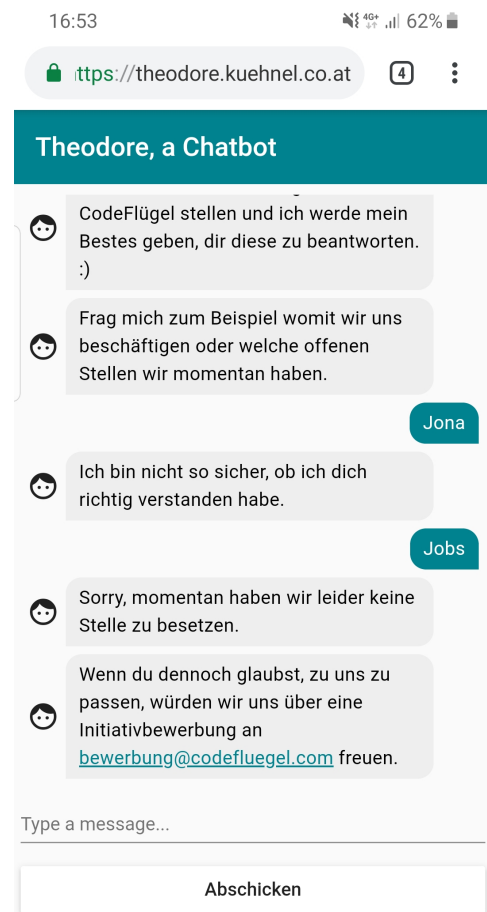 16:53 4G+ 62%
ttps://theodore.kuehnel.co.at 4
Theodore, a Chatbot
CodeFlügel stellen und ich werde mein
Bestes geben, dir diese zu beantworten.
:)
Frag mich zum Beispiel womit wir uns
beschäftigen oder welche offenen
Stellen wir momentan haben.
Jona
Ich bin nicht so sicher, ob ich dich
richtig verstanden habe.
Jobs
Sorry, momentan haben wir leider keine
Stelle zu besetzen.
Wenn du dennoch glaubst, zu uns zu
passen, würden wir uns über eine
Initiativbewerbung an
bewerbung@codefluegel.com freuen.
Type a message...
Abschicken